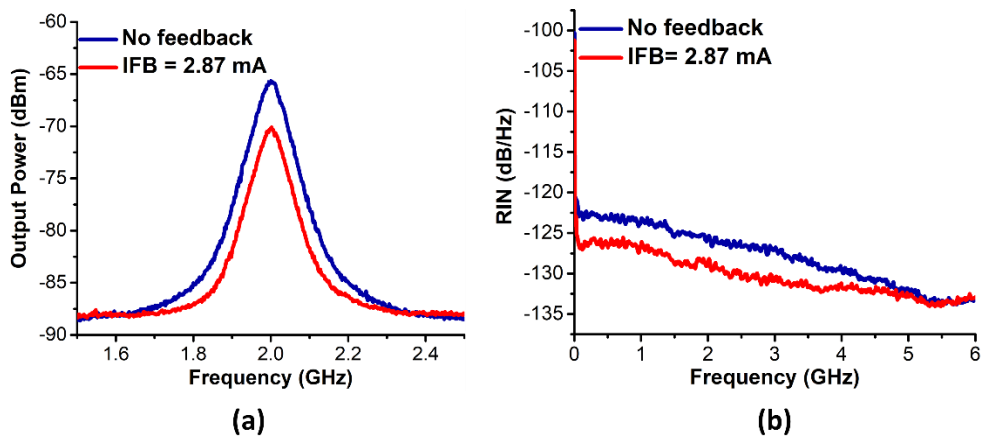 -60
-65
-70
-75
-80
-85
-90
Output Power (dBm)
No feedback
IFB = 2.87 mA
1.6 1.8 2.0 2.2 2.4
Frequency (GHz)
(a)
-100
-105
-110
-115
-120
-125
-130
-135
RIN (dB/Hz)
No feedback
IFB= 2.87 mA
0 1 2 3 4 5 6
Frequency (GHz)
(b)